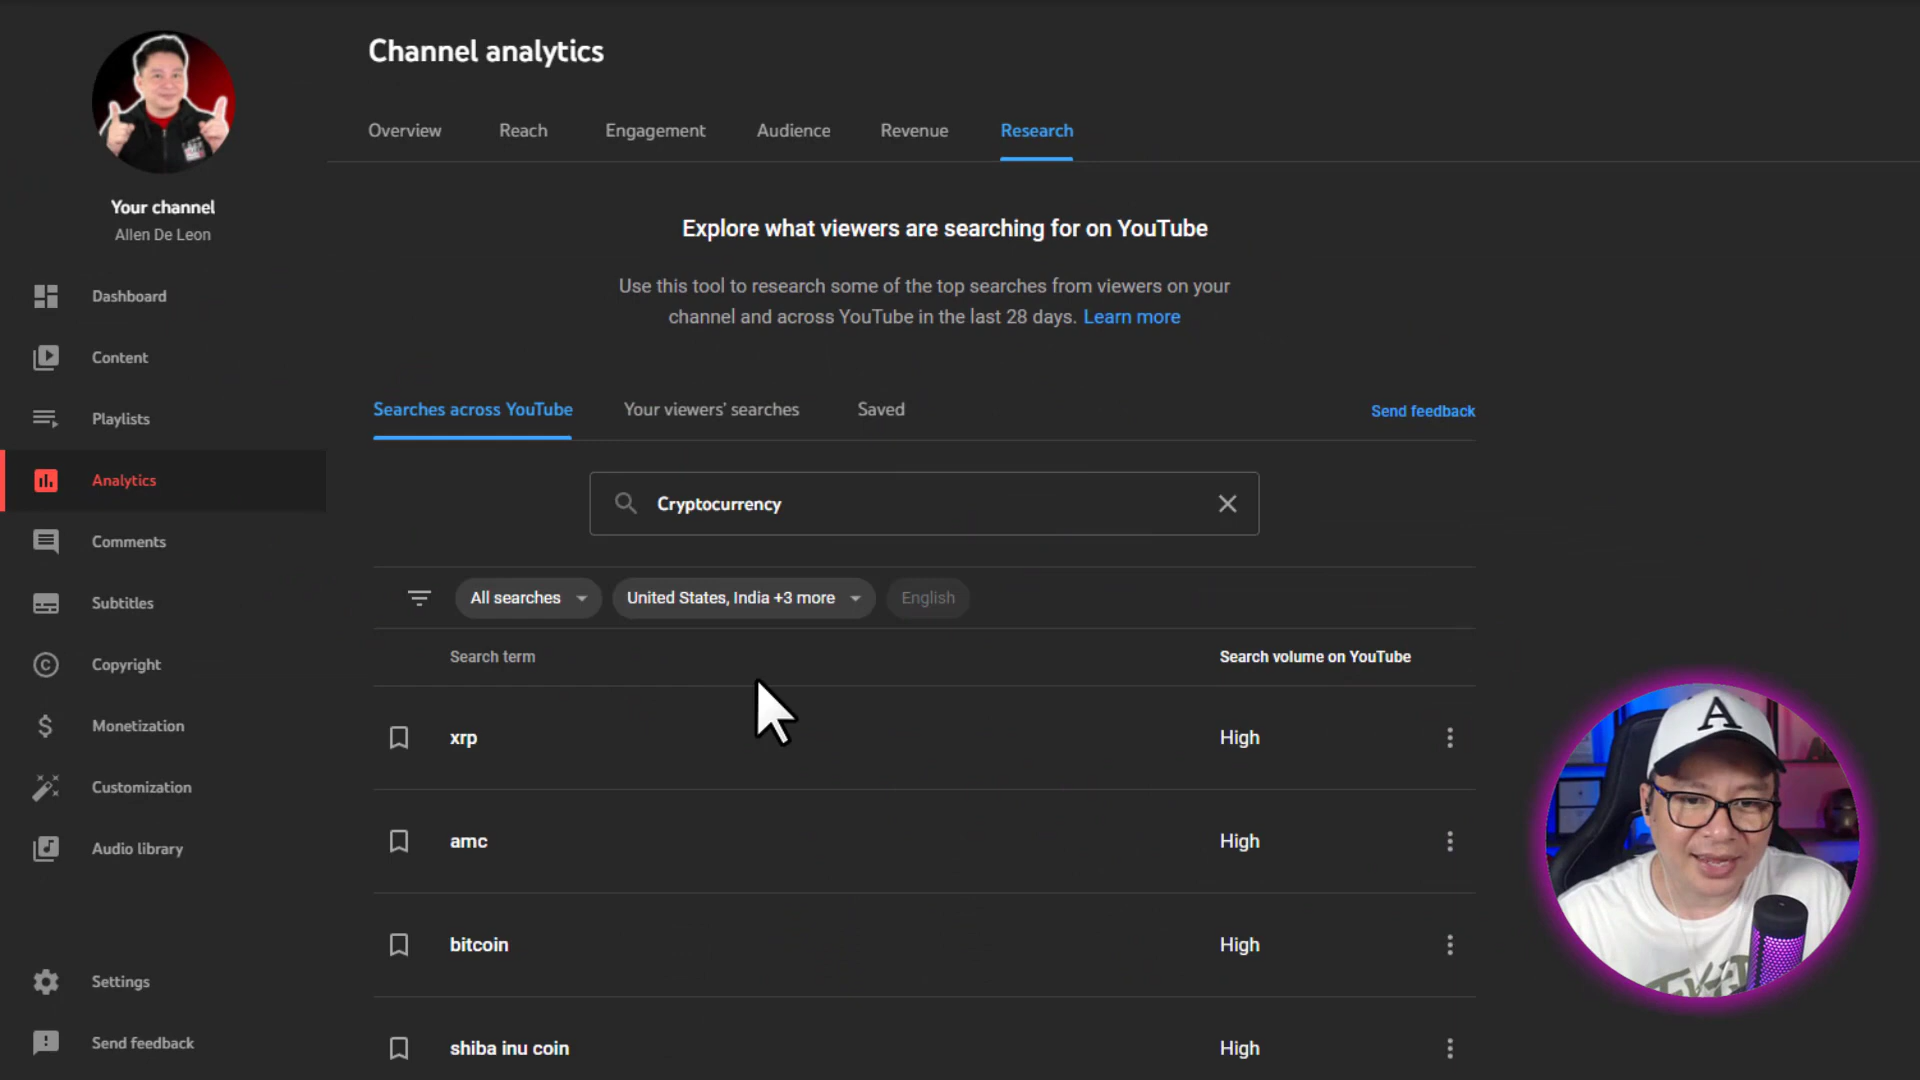 Channel analytics
Overview Reach Engagement Audience Revenue Research
Your channel
Allen De Leon
Explore what viewers are searching for on YouTube
Use this tool to research some of the top searches from viewers on your
channel and across YouTube in the last 28 days. Learn more
Dashboard
Content
Playlists
Analytics
Comments
Subtitles
Copyright
Monetization
Customization
Audio library
Settings
Send feedback
Searches across YouTube Your viewers' searches Saved Send feedback
Cryptocurrency
All searches United States, India +3 more English
Search term Search volume on YouTube
xrp High
amc High
bitcoin High
shiba inu coin High
A